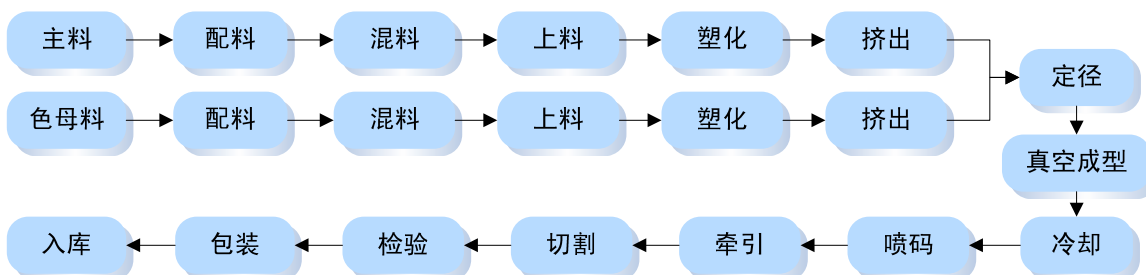 主料
配料
混料
上料
塑化
挤出
定径
色母料
配料
混料
上料
塑化
挤出
真空成型
冷却
喷码
牵引
切割
检验
包装
入库